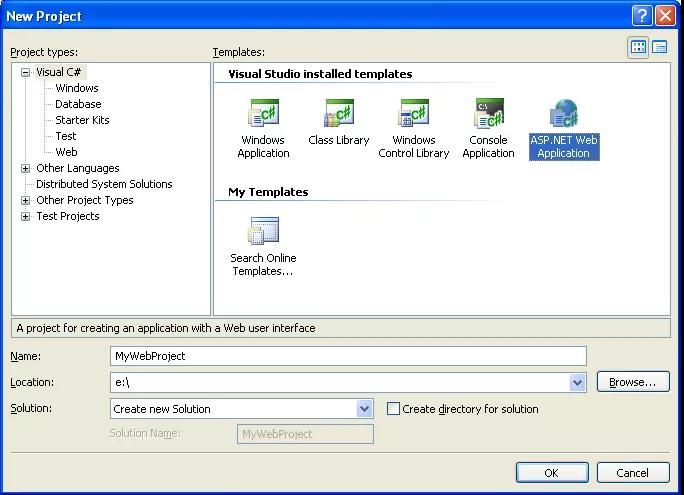 New Project
Project types:
Templates:
Visual C#
Windows
Database
Starter Kits
Test
Web
Other Languages
Distributed System Solutions
Other Project Types
Test Projects
Visual Studio installed templates
Windows Application
Class Library
Windows Control Library
Console Application
ASP.NET Web Application
My Templates
Search Online Templates...
A project for creating an application with a Web user interface
Name:
MyWebProject
Location:
e:\
Browse...
Solution:
Create new Solution
Create directory for solution
Solution Name:
MyWebProject
OK
Cancel